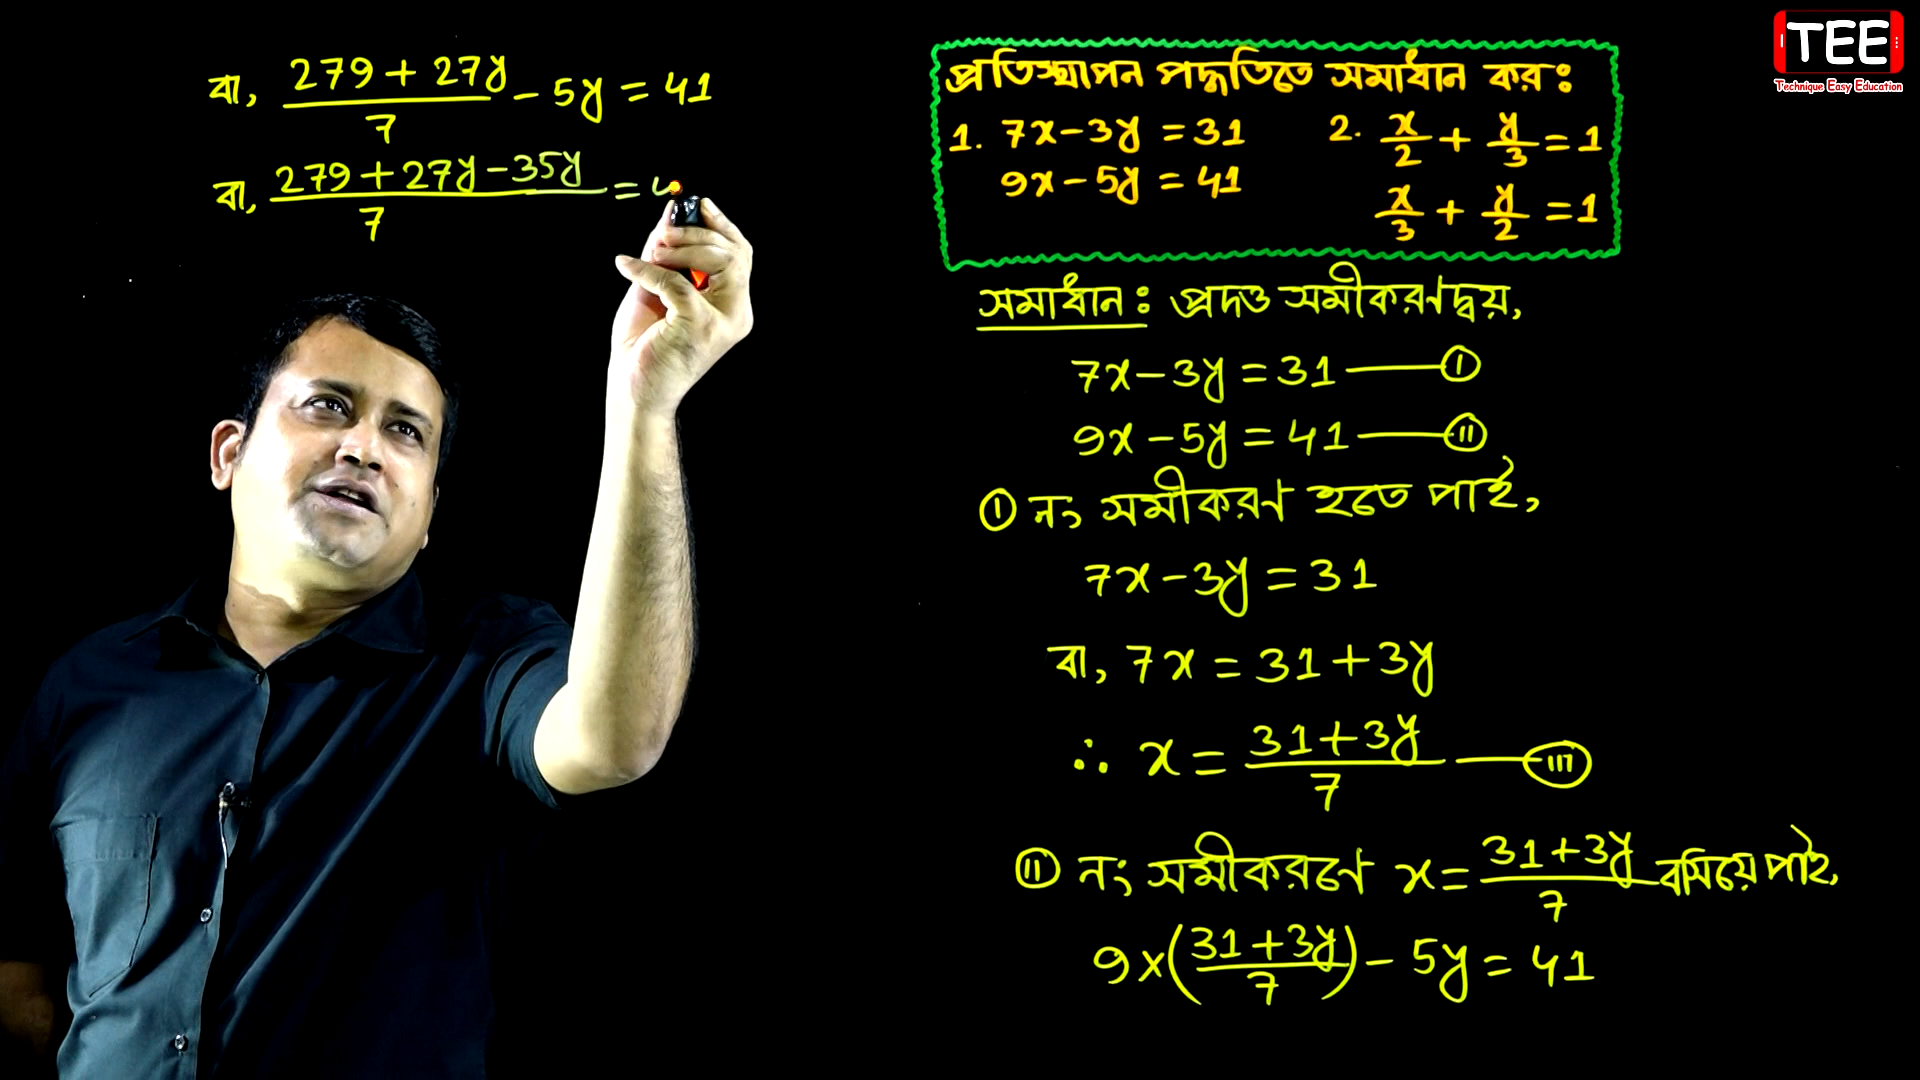 বা, (279 + 27y)/7 - 5y = 41
বা, (279 + 27y - 35y)/7 = 4
প্রতিস্থাপন পদ্ধতিতে সমাধান কর:
1. 7x - 3y = 31
9x - 5y = 41
2. x/2 + y/3 = 1
x/3 + y/2 = 1
সমাধান: প্রদত্ত সমীকরণদ্বয়,
7x - 3y = 31 — (I)
9x - 5y = 41 — (II)
(I) নং সমীকরণ হতে পাই,
7x - 3y = 31
বা, 7x = 31 + 3y
∴ x = (31 + 3y)/7 — (III)
(II) নং সমীকরণে x = (31 + 3y)/7 বসিয়ে পাই,
9 × ((31 + 3y)/7) - 5y = 41
TEE
Technique Easy Education